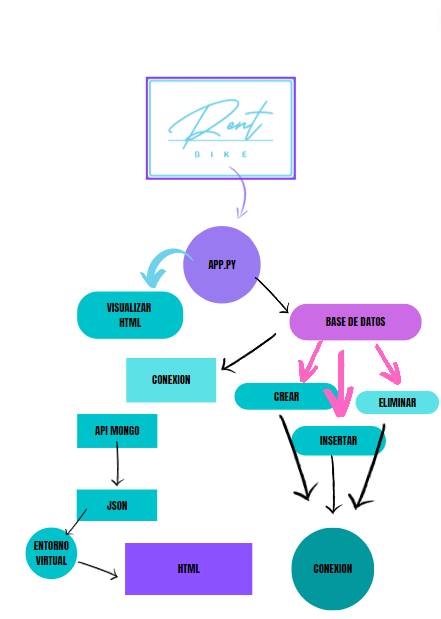 Rent
BIKE
APP.PY
VISUALIZAR
HTML
BASE DE DATOS
CONEXION
CREAR
ELIMINAR
API MONGO
INSERTAR
JSON
ENTORNO
VIRTUAL
HTML
CONEXION